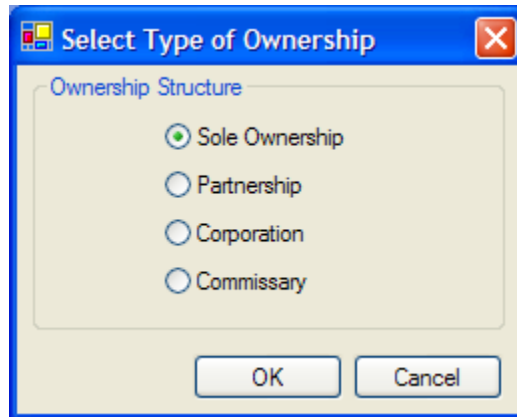 Select Type of Ownership
Ownership Structure
Sole Ownership
Partnership
Corporation
Commissary
OK Cancel